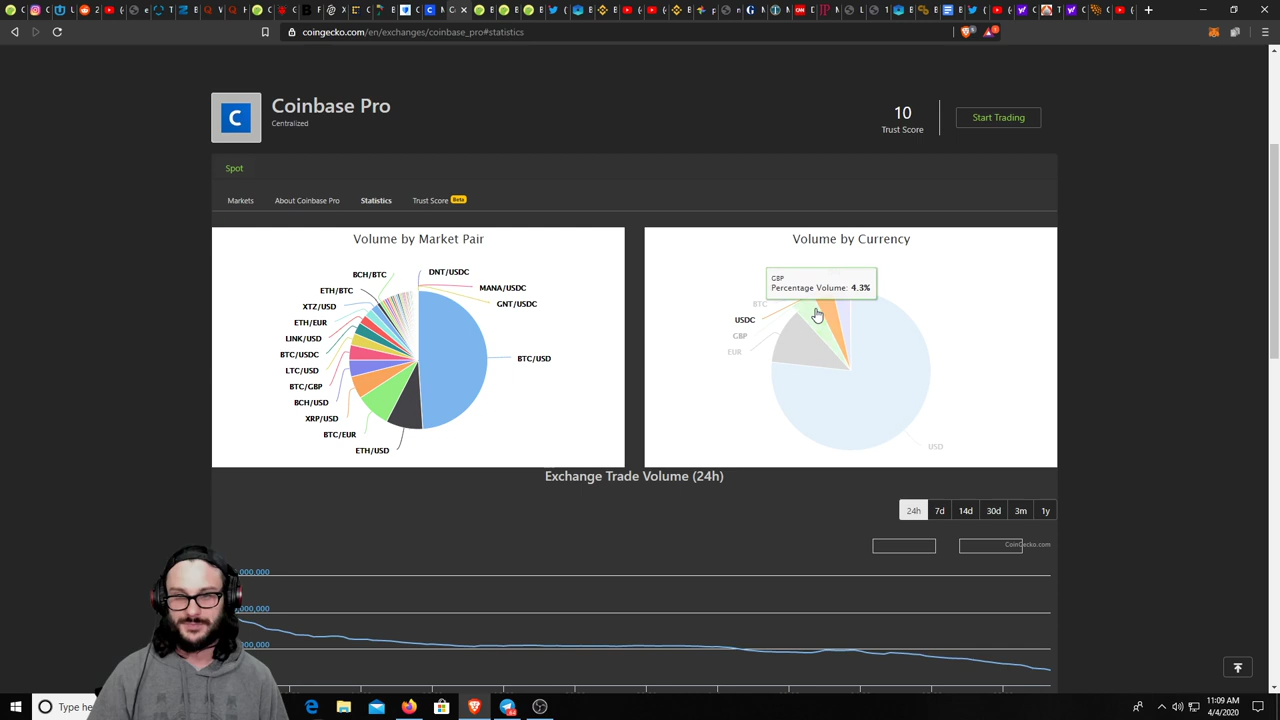 coingecko.com/en/exchanges/coinbase_pro#statistics
C
Coinbase Pro
Centralized
10
Trust Score
Start Trading
Spot
Markets
About Coinbase Pro
Statistics
Trust Score Beta
Volume by Market Pair
DNT/USDC
MANA/USDC
GNT/USDC
BCH/BTC
ETH/BTC
XTZ/USD
ETH/EUR
LINK/USD
BTC/USDC
LTC/USD
BTC/GBP
BCH/USD
XRP/USD
BTC/EUR
ETH/USD
BTC/USD
Volume by Currency
GBP
Percentage Volume: 4.3%
BTC
USDC
GBP
EUR
USD
Exchange Trade Volume (24h)
24h
7d
14d
30d
3m
1y
CoinGecko.com
Type he
11:09 AM
4/4/2020